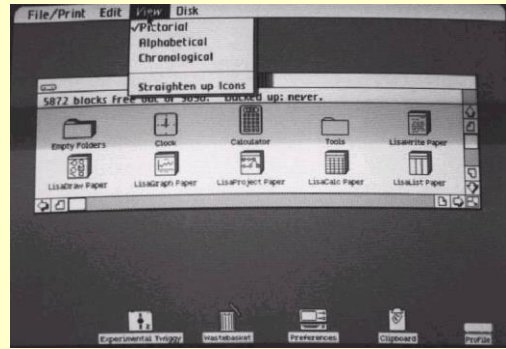 File/Print Edit View Disk
Pictorial
Alphabetical
Chronological
Straighten up Icons
5872 blocks free out of Backed up: never.
Empty Folders Clock Calculator Tools LisaWrite Paper
LisaDraw Paper LisaGraph Paper LisaProject Paper LisaCalc Paper LisaList Paper
Experimental Twiggy Wastebasket Preferences Clipboard Profile